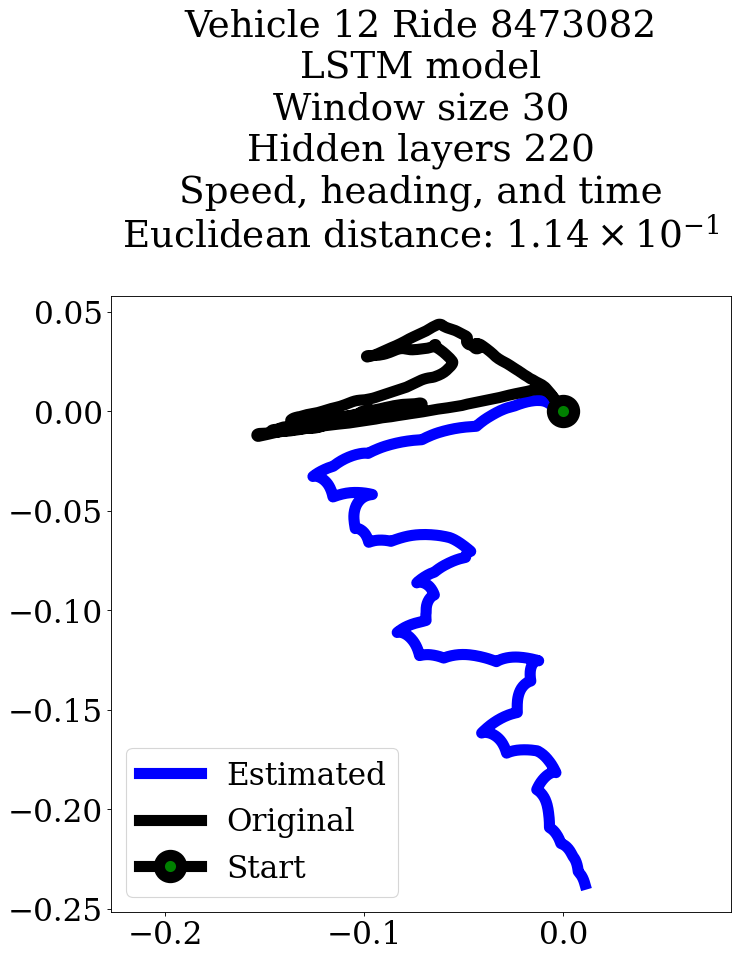 Vehicle 12 Ride 8473082
LSTM model
Window size 30
Hidden layers 220
Speed, heading, and time
Euclidean distance: 1.14 × 10⁻¹
0.05
0.00
−0.05
−0.10
−0.15
−0.20
−0.25
Estimated
Original
Start
−0.2 −0.1 0.0